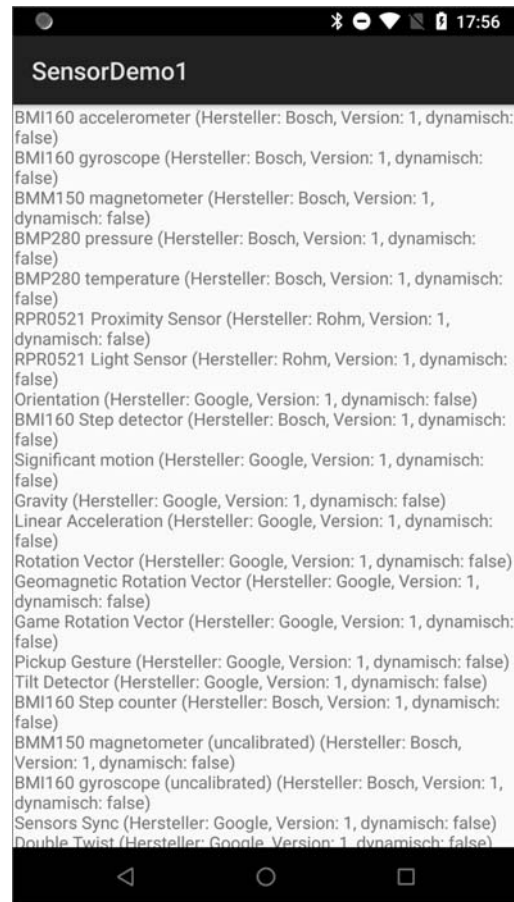 17:56
SensorDemo1
BMI160 accelerometer (Hersteller: Bosch, Version: 1, dynamisch:
false)
BMI160 gyroscope (Hersteller: Bosch, Version: 1, dynamisch:
false)
BMM150 magnetometer (Hersteller: Bosch, Version: 1,
dynamisch: false)
BMP280 pressure (Hersteller: Bosch, Version: 1, dynamisch:
false)
BMP280 temperature (Hersteller: Bosch, Version: 1, dynamisch:
false)
RPR0521 Proximity Sensor (Hersteller: Rohm, Version: 1,
dynamisch: false)
RPR0521 Light Sensor (Hersteller: Rohm, Version: 1, dynamisch:
false)
Orientation (Hersteller: Google, Version: 1, dynamisch: false)
BMI160 Step detector (Hersteller: Bosch, Version: 1, dynamisch:
false)
Significant motion (Hersteller: Google, Version: 1, dynamisch:
false)
Gravity (Hersteller: Google, Version: 1, dynamisch: false)
Linear Acceleration (Hersteller: Google, Version: 1, dynamisch:
false)
Rotation Vector (Hersteller: Google, Version: 1, dynamisch: false)
Geomagnetic Rotation Vector (Hersteller: Google, Version: 1,
dynamisch: false)
Game Rotation Vector (Hersteller: Google, Version: 1, dynamisch:
false)
Pickup Gesture (Hersteller: Google, Version: 1, dynamisch: false)
Tilt Detector (Hersteller: Google, Version: 1, dynamisch: false)
BMI160 Step counter (Hersteller: Bosch, Version: 1, dynamisch:
false)
BMM150 magnetometer (uncalibrated) (Hersteller: Bosch,
Version: 1, dynamisch: false)
BMI160 gyroscope (uncalibrated) (Hersteller: Bosch, Version: 1,
dynamisch: false)
Sensors Sync (Hersteller: Google, Version: 1, dynamisch: false)
Double Twist (Hersteller: Google, Version: 1, dynamisch: false)